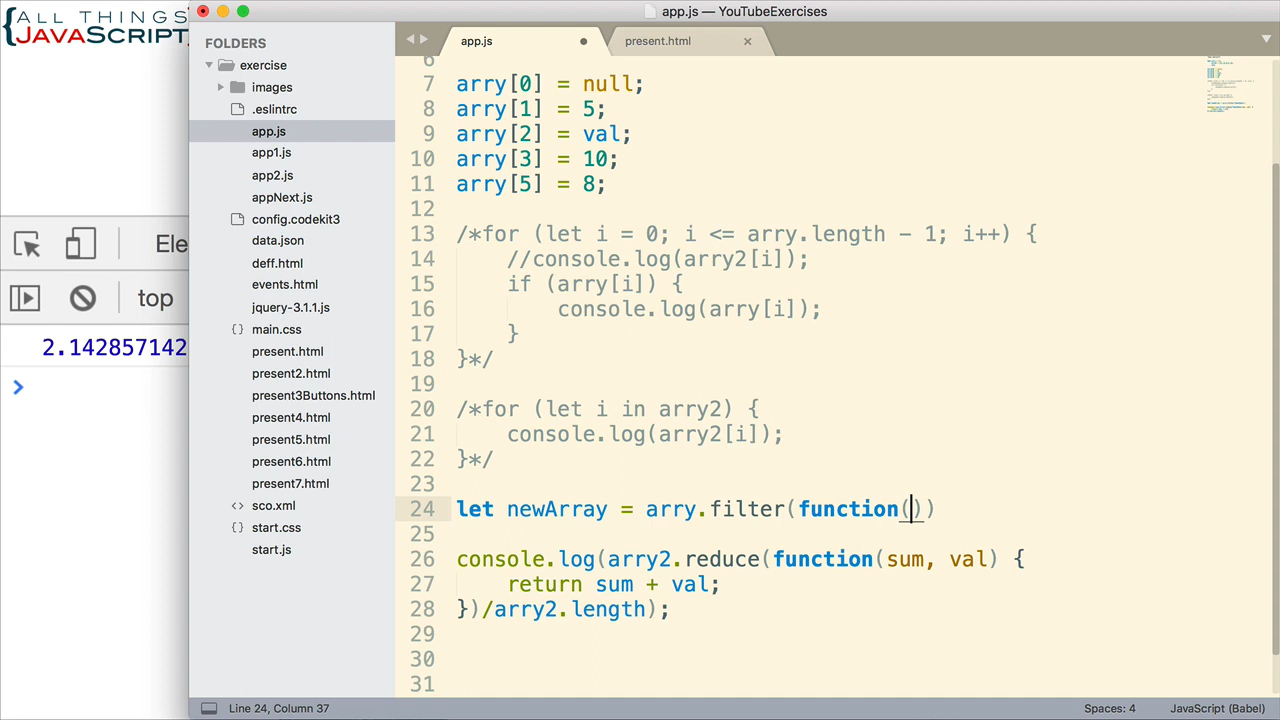 {ALL THINGS
JAVASCRIPT,
app.js — YouTubeExercises
FOLDERS
exercise
images
.eslintrc
app.js
app1.js
app2.js
appNext.js
config.codekit3
data.json
deff.html
events.html
jquery-3.1.1.js
{} main.css
present.html
present2.html
present3Buttons.html
present4.html
present5.html
present6.html
present7.html
<> sco.xml
{} start.css
start.js
Ele
top
2.142857142
app.js
present.html
6
7 arry[0] = null;
8 arry[1] = 5;
9 arry[2] = val;
10 arry[3] = 10;
11 arry[5] = 8;
12
13 /*for (let i = 0; i <= arry.length - 1; i++) {
14 //console.log(arry2[i]);
15 if (arry[i]) {
16 console.log(arry[i]);
17 }
18 }*/
19
20 /*for (let i in arry2) {
21 console.log(arry2[i]);
22 }*/
23
24 let newArray = arry.filter(function())
25
26 console.log(arry2.reduce(function(sum, val) {
27 return sum + val;
28 })/arry2.length);
29
30
31
Line 24, Column 37
Spaces: 4
JavaScript (Babel)